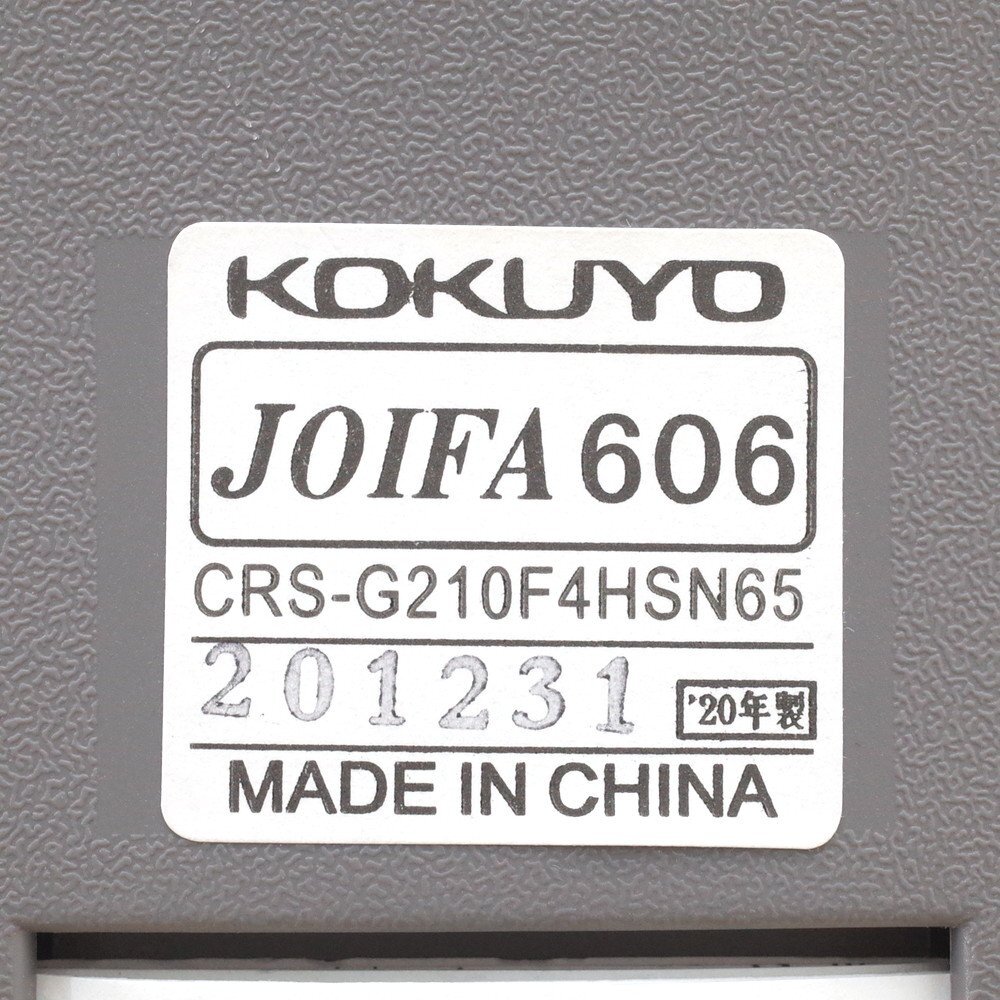 KOKUYO
JOIFA 606
CRS-G210F4HSN65
201231 '20年製
MADE IN CHINA